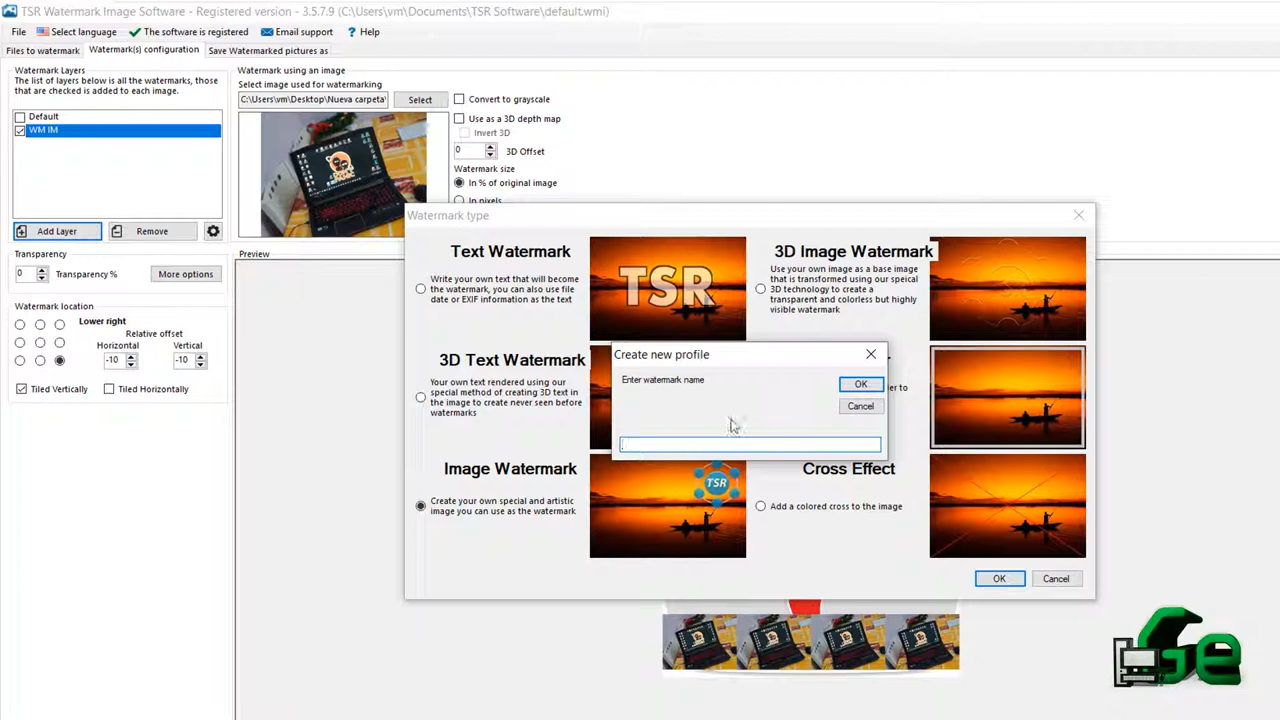 TSR Watermark Image Software - Registered version - 3.5.7.9 (C:\Users\vm\Documents\TSR Software\default.wmi)
File Select language The software is registered Email support ? Help
Files to watermark Watermark(s) configuration Save Watermarked pictures as
Watermark Layers
The list of layers below is all the watermarks, those
that are checked is added to each image.
Default
WM IM
Add Layer Remove
Transparency
0 Transparency % More options
Watermark location
Lower right
Relative offset
Horizontal Vertical
-10 -10
Tiled Vertically Tiled Horizontally
Watermark using an image
Select image used for watermarking
C:\Users\vm\Desktop\Nueva carpeta\ Select
Convert to grayscale
Use as a 3D depth map
Invert 3D
0 3D Offset
Watermark size
In % of original image
In pixels
Preview
Watermark type
Text Watermark
Write your own text that will become
the watermark, you can also use file
date or EXIF information as the text
TSR
3D Image Watermark
Use your own image as a base image
that is transformed using our speical
3D technology to create a
transparent and colorless but highly
visible watermark
3D Text Watermark
Your own text rendered using our
special method of creating 3D text in
the image to create never seen before
watermarks
Create new profile
Enter watermark name
OK
Cancel
Image Watermark
Create your own special and artistic
image you can use as the watermark
TSR
Cross Effect
Add a colored cross to the image
OK Cancel
Ge